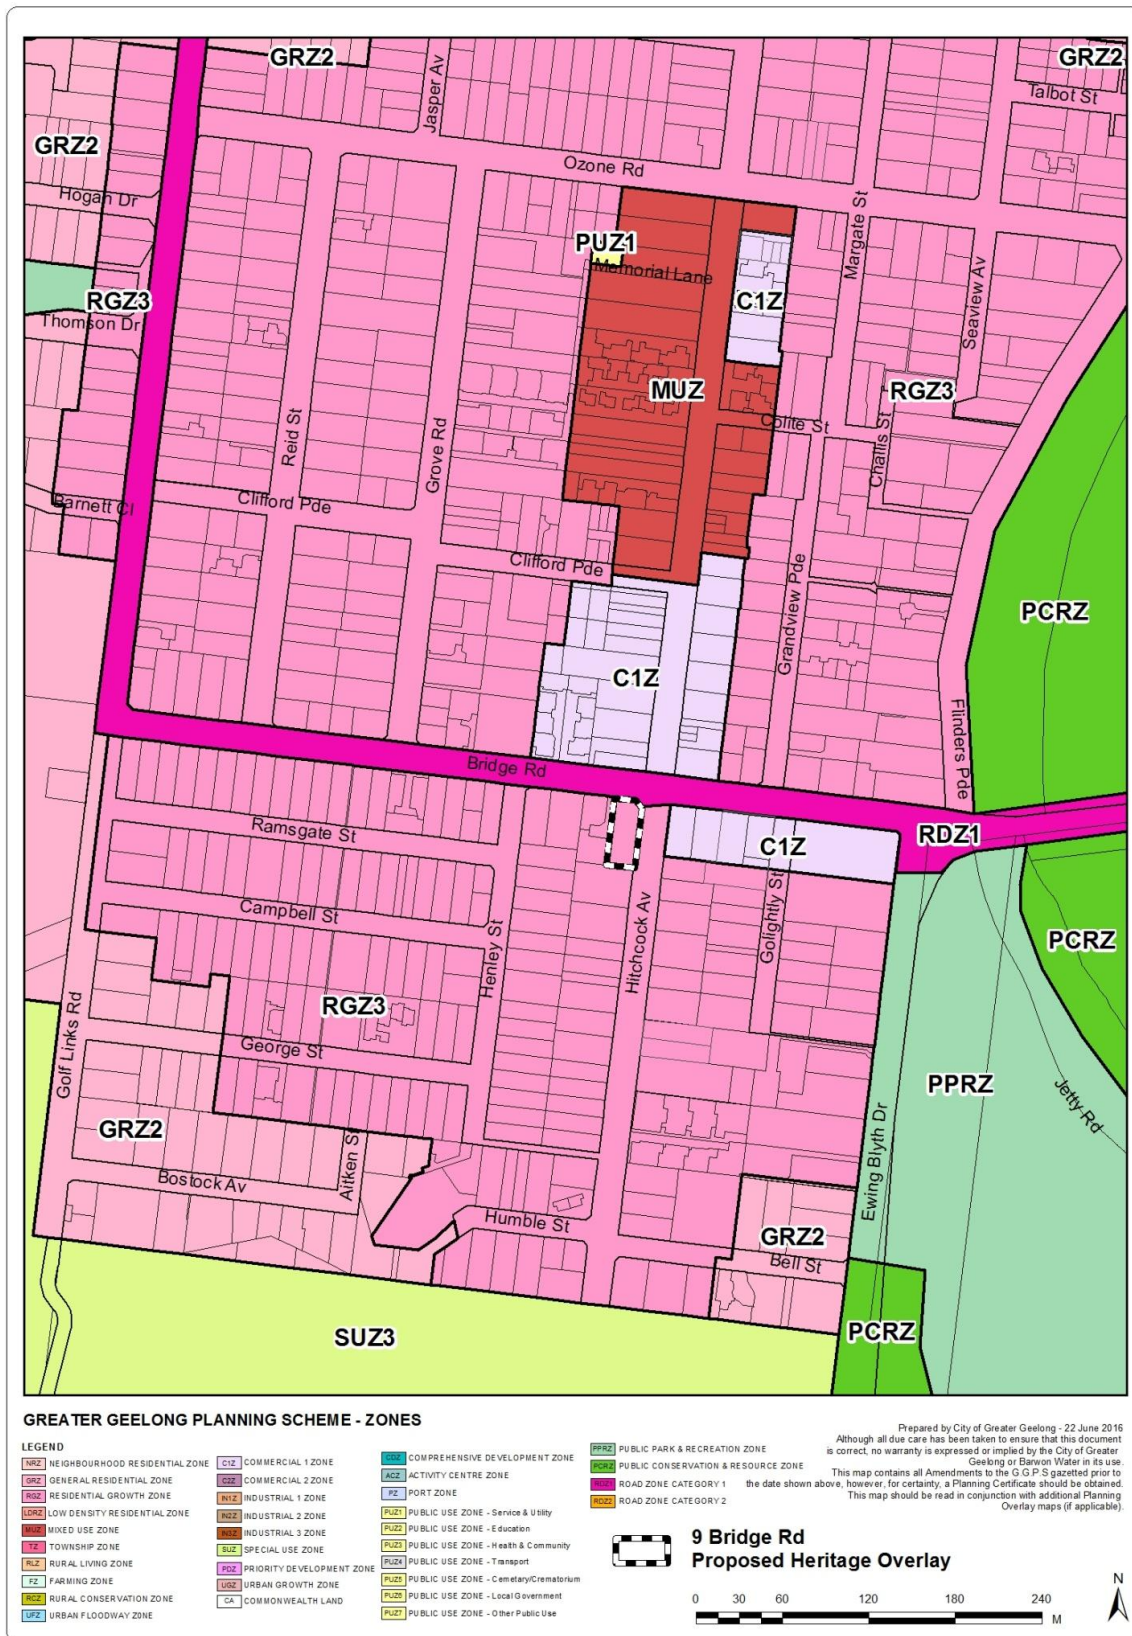 GRZ2
GRZ2
Talbot St
Jasper Av
GRZ2
Ozone Rd
Hogan Dr
Margate St
PUZ1
Memorial Lane
Seaview Av
RGZ3
C1Z
Thomson Dr
MUZ
RGZ3
Reid St
Grove Rd
Colite St
Challis St
Barnett Cl
Clifford Pde
Clifford Pde
Grandview Pde
PCRZ
C1Z
Flinders Pde
Bridge Rd
Ramsgate St
RDZ1
C1Z
Campbell St
Henley St
Hitchcock Av
Golightly St
PCRZ
RGZ3
Golf Links Rd
George St
PPRZ
Jetty Rd
GRZ2
Aitken St
Bostock Av
Ewing Blyth Dr
Humble St
GRZ2
Bell St
SUZ3
PCRZ
GREATER GEELONG PLANNING SCHEME - ZONES
LEGEND
NRZ NEIGHBOURHOOD RESIDENTIAL ZONE
GRZ GENERAL RESIDENTIAL ZONE
RGZ RESIDENTIAL GROWTH ZONE
LDRZ LOW DENSITY RESIDENTIAL ZONE
MUZ MIXED USE ZONE
TZ TOWNSHIP ZONE
RLZ RURAL LIVING ZONE
FZ FARMING ZONE
RCZ RURAL CONSERVATION ZONE
UFZ URBAN FLOODWAY ZONE
C1Z COMMERCIAL 1 ZONE
C2Z COMMERCIAL 2 ZONE
IN1Z INDUSTRIAL 1 ZONE
IN2Z INDUSTRIAL 2 ZONE
IN3Z INDUSTRIAL 3 ZONE
SUZ SPECIAL USE ZONE
PDZ PRIORITY DEVELOPMENT ZONE
UGZ URBAN GROWTH ZONE
CA COMMONWEALTH LAND
CDZ COMPREHENSIVE DEVELOPMENT ZONE
ACZ ACTIVITY CENTRE ZONE
PZ PORT ZONE
PUZ1 PUBLIC USE ZONE - Service & Utility
PUZ2 PUBLIC USE ZONE - Education
PUZ3 PUBLIC USE ZONE - Health & Community
PUZ4 PUBLIC USE ZONE - Transport
PUZ5 PUBLIC USE ZONE - Cemetary/Crematorium
PUZ6 PUBLIC USE ZONE - Local Government
PUZ7 PUBLIC USE ZONE - Other Public Use
PPRZ PUBLIC PARK & RECREATION ZONE
PCRZ PUBLIC CONSERVATION & RESOURCE ZONE
RDZ1 ROAD ZONE CATEGORY 1
RDZ2 ROAD ZONE CATEGORY 2
Prepared by City of Greater Geelong - 22 June 2016
Although all due care has been taken to ensure that this document
is correct, no warranty is expressed or implied by the City of Greater
Geelong or Barwon Water in its use.
This map contains all Amendments to the G.G.P.S gazetted prior to
the date shown above, however, for certainty, a Planning Certificate should be obtained.
This map should be read in conjunction with additional Planning
Overlay maps (if applicable).
9 Bridge Rd
Proposed Heritage Overlay
0 30 60 120 180 240
M
N